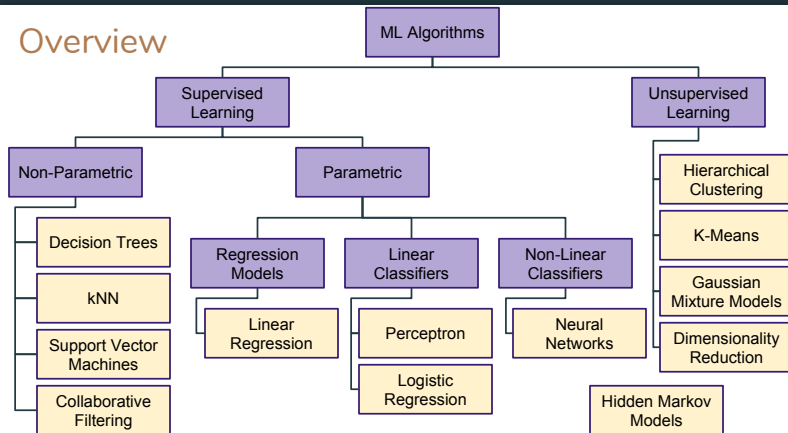 Overview
ML Algorithms
Supervised
Learning
Unsupervised
Learning
Non-Parametric
Parametric
Decision Trees
kNN
Support Vector
Machines
Collaborative
Filtering
Regression
Models
Linear
Regression
Linear
Classifiers
Perceptron
Logistic
Regression
Non-Linear
Classifiers
Neural
Networks
Hierarchical
Clustering
K-Means
Gaussian
Mixture Models
Dimensionality
Reduction
Hidden Markov
Models